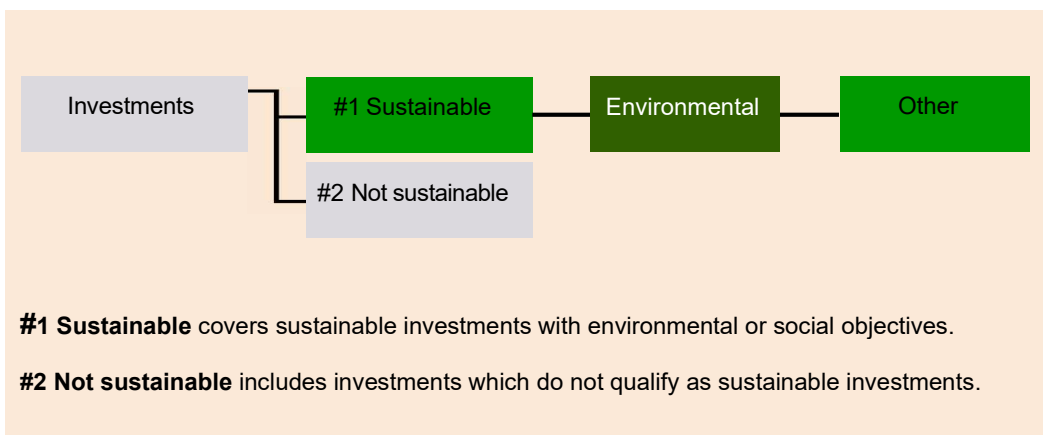 Investments
#1 Sustainable
Environmental
Other
#2 Not sustainable
#1 Sustainable covers sustainable investments with environmental or social objectives.
#2 Not sustainable includes investments which do not qualify as sustainable investments.